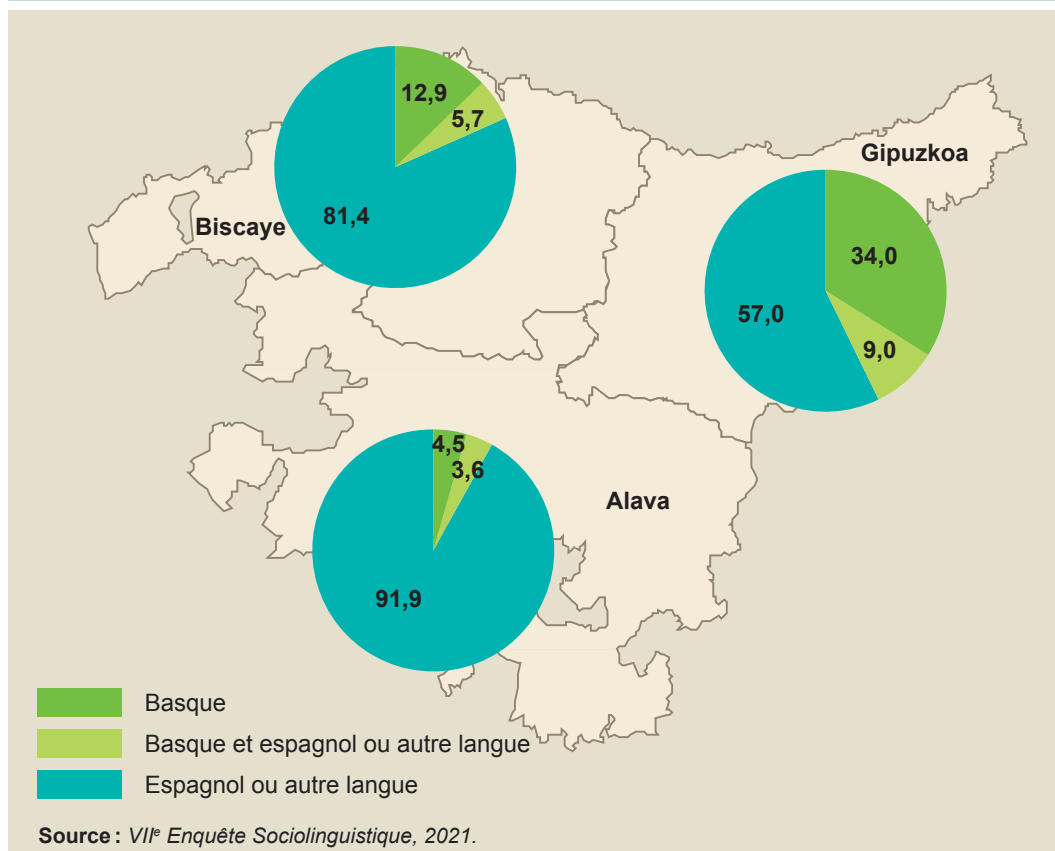 12,9
5,7
81,4
Biscaye
Gipuzkoa
34,0
57,0
9,0
4,5
3,6
Alava
91,9
Basque
Basque et espagnol ou autre langue
Espagnol ou autre langue
Source : VIIe Enquête Sociolinguistique, 2021.